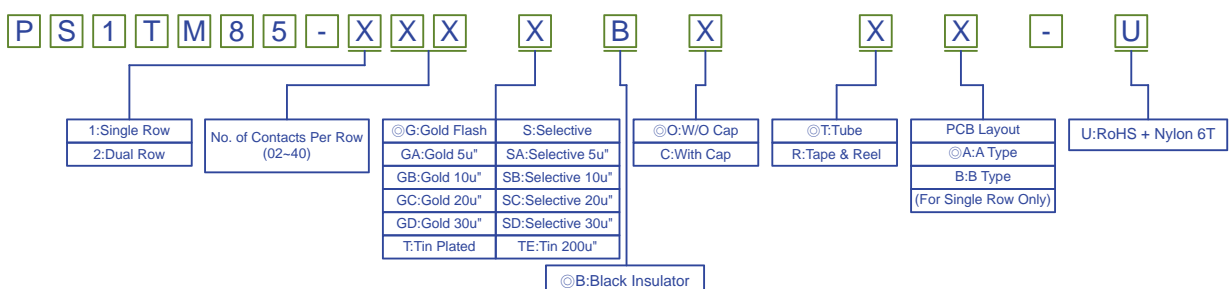 PS1TM85-XXX X B X X X - U
1:Single Row
2:Dual Row
No. of Contacts Per Row
(02~40)
◎G:Gold Flash S:Selective
GA:Gold 5u" SA:Selective 5u"
GB:Gold 10u" SB:Selective 10u"
GC:Gold 20u" SC:Selective 20u"
GD:Gold 30u" SD:Selective 30u"
T:Tin Plated TE:Tin 200u"
◎B:Black Insulator
◎O:W/O Cap
C:With Cap
◎T:Tube
R:Tape & Reel
PCB Layout
◎A:A Type
B:B Type
(For Single Row Only)
U:RoHS + Nylon 6T